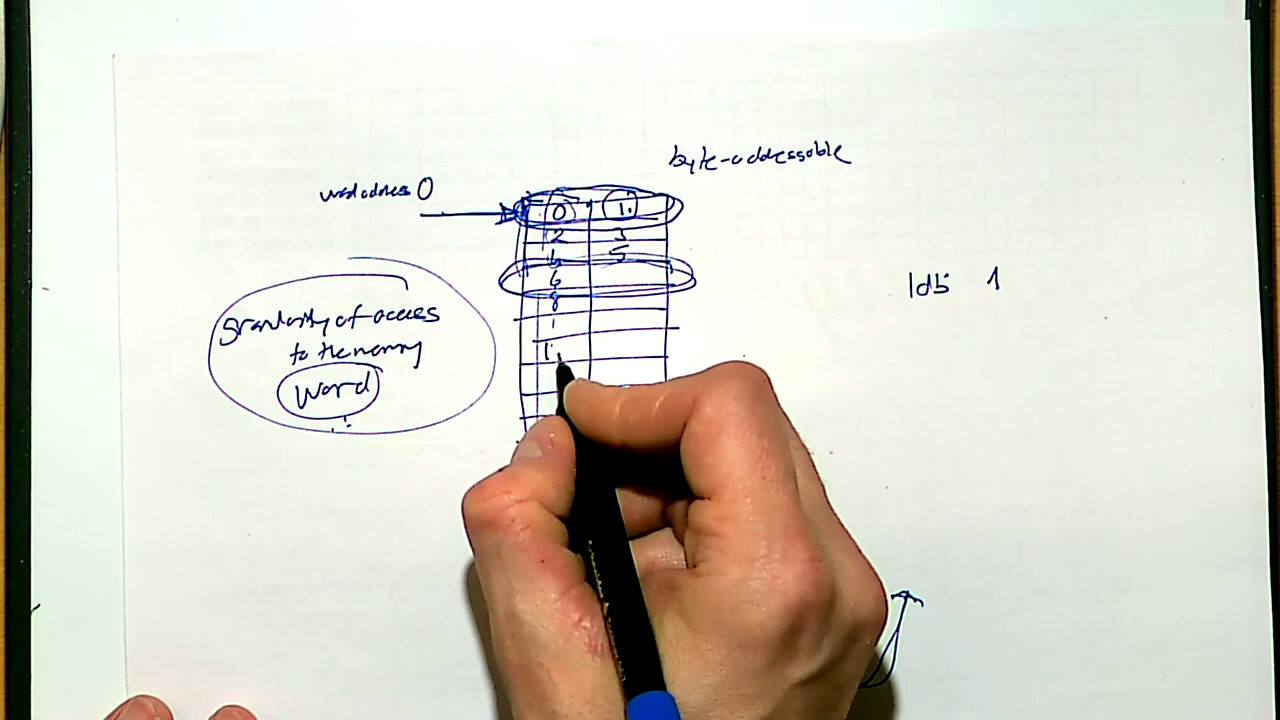 byte-addressable
word address 0
0 1
2 3
4 5
6
8
ldb 1
granularity of access
to the memory
word